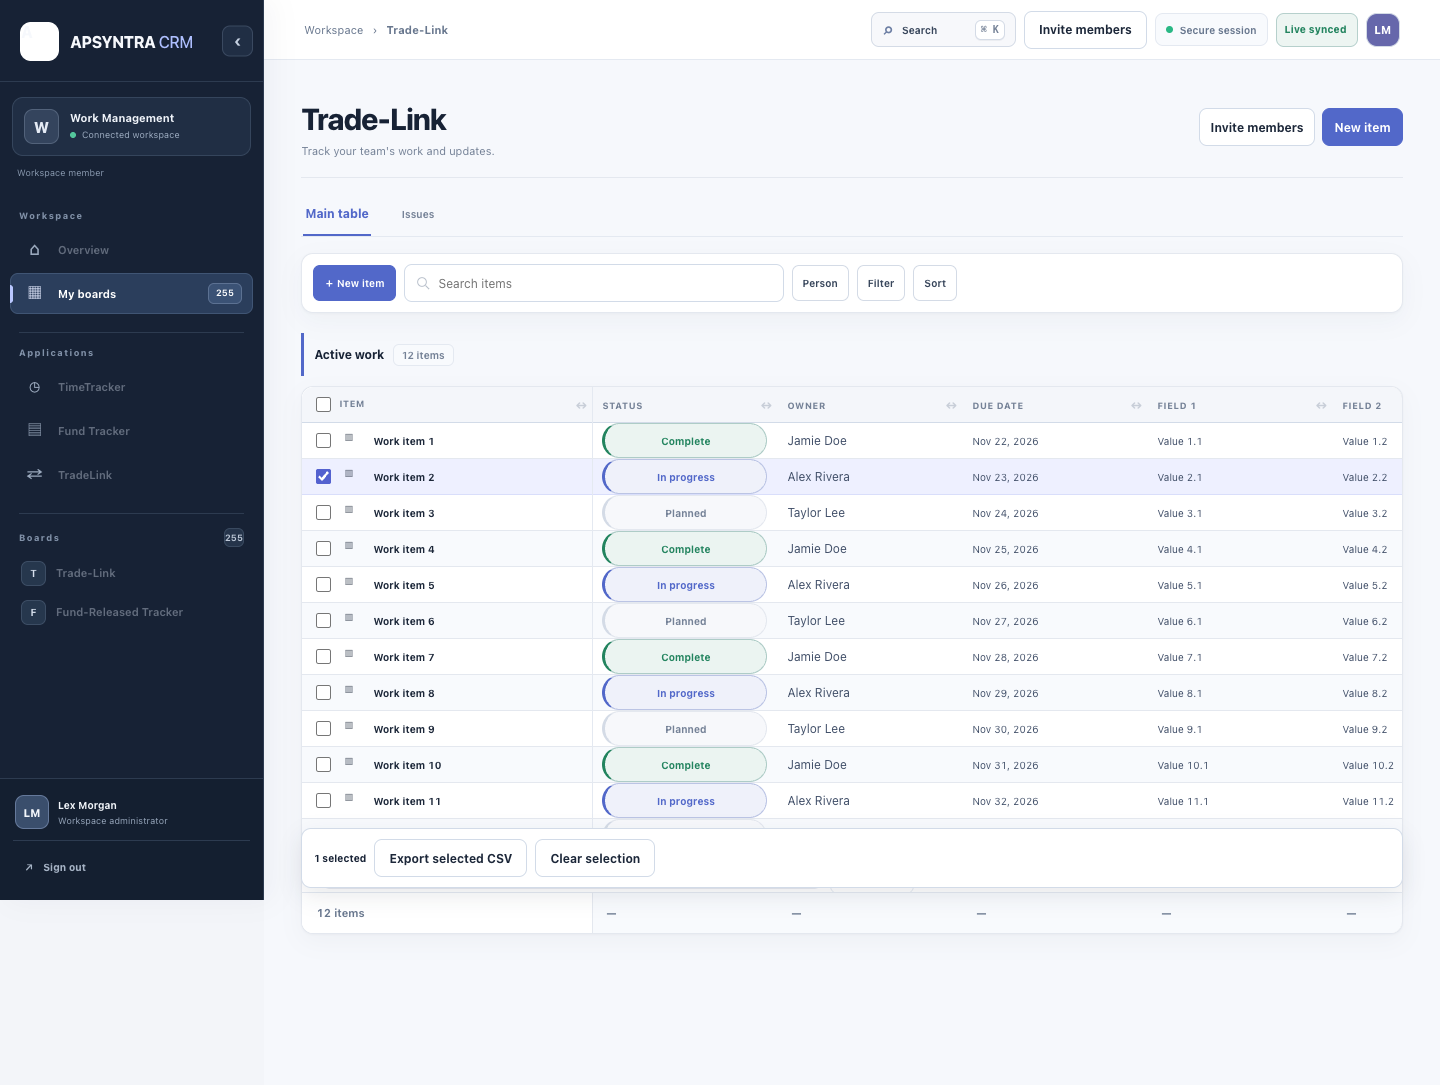 APSYNTRA CRM
‹
W
Work Management
Connected workspace
Workspace member
Workspace
Overview
My boards 255
Applications
TimeTracker
Fund Tracker
TradeLink
Boards 255
T Trade-Link
F Fund-Released Tracker
LM
Lex Morgan
Workspace administrator
Sign out
Workspace › Trade-Link
Search ⌘ K
Invite members
Secure session
Live synced
LM
Trade-Link
Track your team's work and updates.
Invite members
New item
Main table Issues
+ New item
Search items
Person
Filter
Sort
Active work 12 items
ITEM STATUS OWNER DUE DATE FIELD 1 FIELD 2
Work item 1 Complete Jamie Doe Nov 22, 2026 Value 1.1 Value 1.2
Work item 2 In progress Alex Rivera Nov 23, 2026 Value 2.1 Value 2.2
Work item 3 Planned Taylor Lee Nov 24, 2026 Value 3.1 Value 3.2
Work item 4 Complete Jamie Doe Nov 25, 2026 Value 4.1 Value 4.2
Work item 5 In progress Alex Rivera Nov 26, 2026 Value 5.1 Value 5.2
Work item 6 Planned Taylor Lee Nov 27, 2026 Value 6.1 Value 6.2
Work item 7 Complete Jamie Doe Nov 28, 2026 Value 7.1 Value 7.2
Work item 8 In progress Alex Rivera Nov 29, 2026 Value 8.1 Value 8.2
Work item 9 Planned Taylor Lee Nov 30, 2026 Value 9.1 Value 9.2
Work item 10 Complete Jamie Doe Nov 31, 2026 Value 10.1 Value 10.2
Work item 11 In progress Alex Rivera Nov 32, 2026 Value 11.1 Value 11.2
1 selected Export selected CSV Clear selection
12 items — — — — —